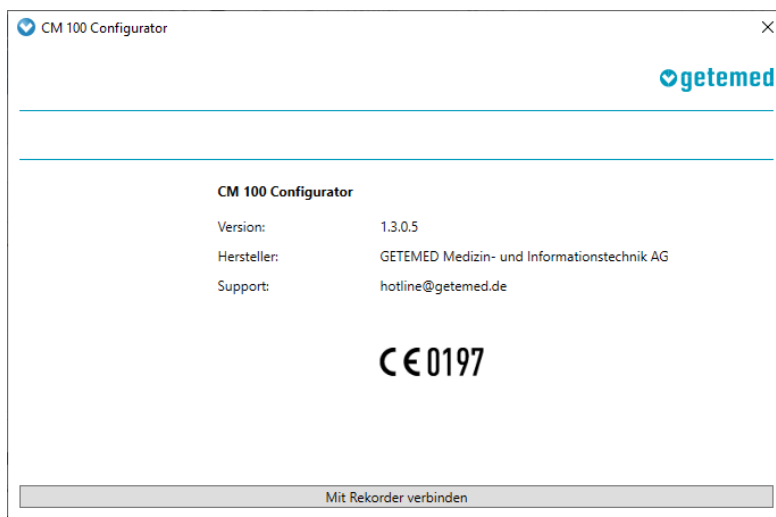 CM 100 Configurator
getemed
CM 100 Configurator
Version: 1.3.0.5
Hersteller: GETEMED Medizin- und Informationstechnik AG
Support: hotline@getemed.de
CE 0197
Mit Rekorder verbinden